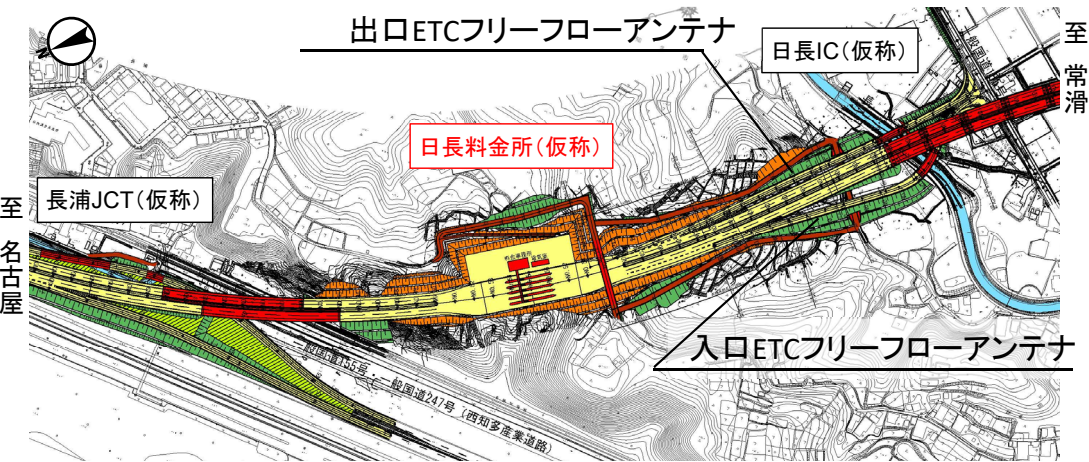 出口ETCフリーフローアンテナ
日長IC(仮称)
至 常滑
一般国道
日長料金所(仮称)
長浦JCT(仮称)
至 名古屋
N
入口ETCフリーフローアンテナ
一般国道155号・一般国道247号(西知多産業道路)